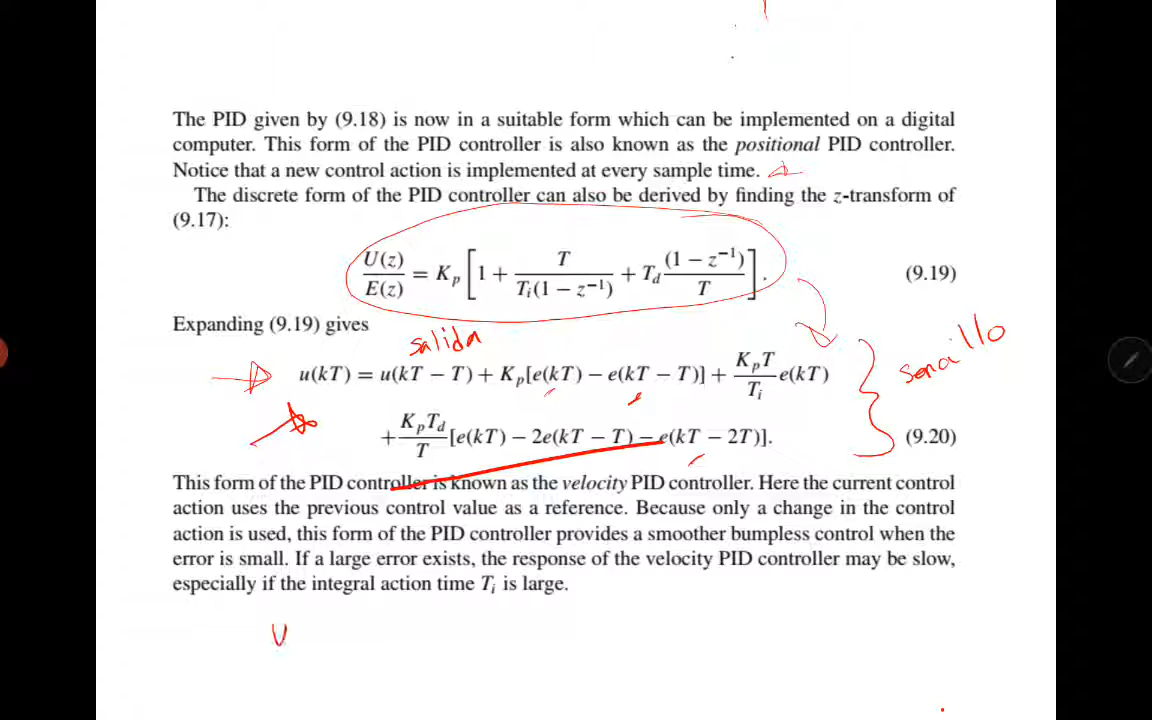 The PID given by (9.18) is now in a suitable form which can be implemented on a digital
computer. This form of the PID controller is also known as the positional PID controller.
Notice that a new control action is implemented at every sample time.
The discrete form of the PID controller can also be derived by finding the z-transform of
(9.17):
U(z)/E(z) = K_p [1 + T/(T_i(1 − z⁻¹)) + T_d (1 − z⁻¹)/T]. (9.19)
Expanding (9.19) gives
salida
u(kT) = u(kT − T) + K_p[e(kT) − e(kT − T)] + (K_pT/T_i) e(kT)
sencillo
+ (K_pT_d/T) [e(kT) − 2e(kT − T) − e(kT − 2T)]. (9.20)
This form of the PID controller is known as the velocity PID controller. Here the current control
action uses the previous control value as a reference. Because only a change in the control
action is used, this form of the PID controller provides a smoother bumpless control when the
error is small. If a large error exists, the response of the velocity PID controller may be slow,
especially if the integral action time T_i is large.
U